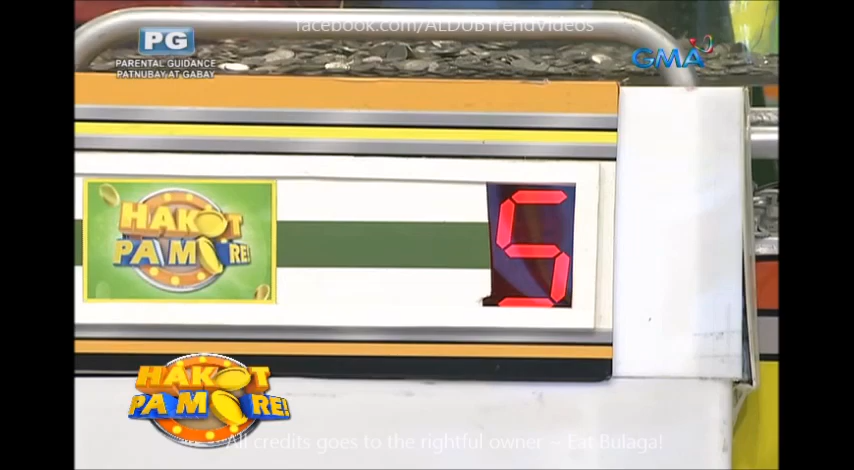 facebook.com/ALDUBTrendVideos
PG
PARENTAL GUIDANCE
PATNUBAY AT GABAY
GMA
HAKOT
PA MORE!
5
HAKOT
PA MORE!
All credits goes to the rightful owner -- Eat Bulaga!